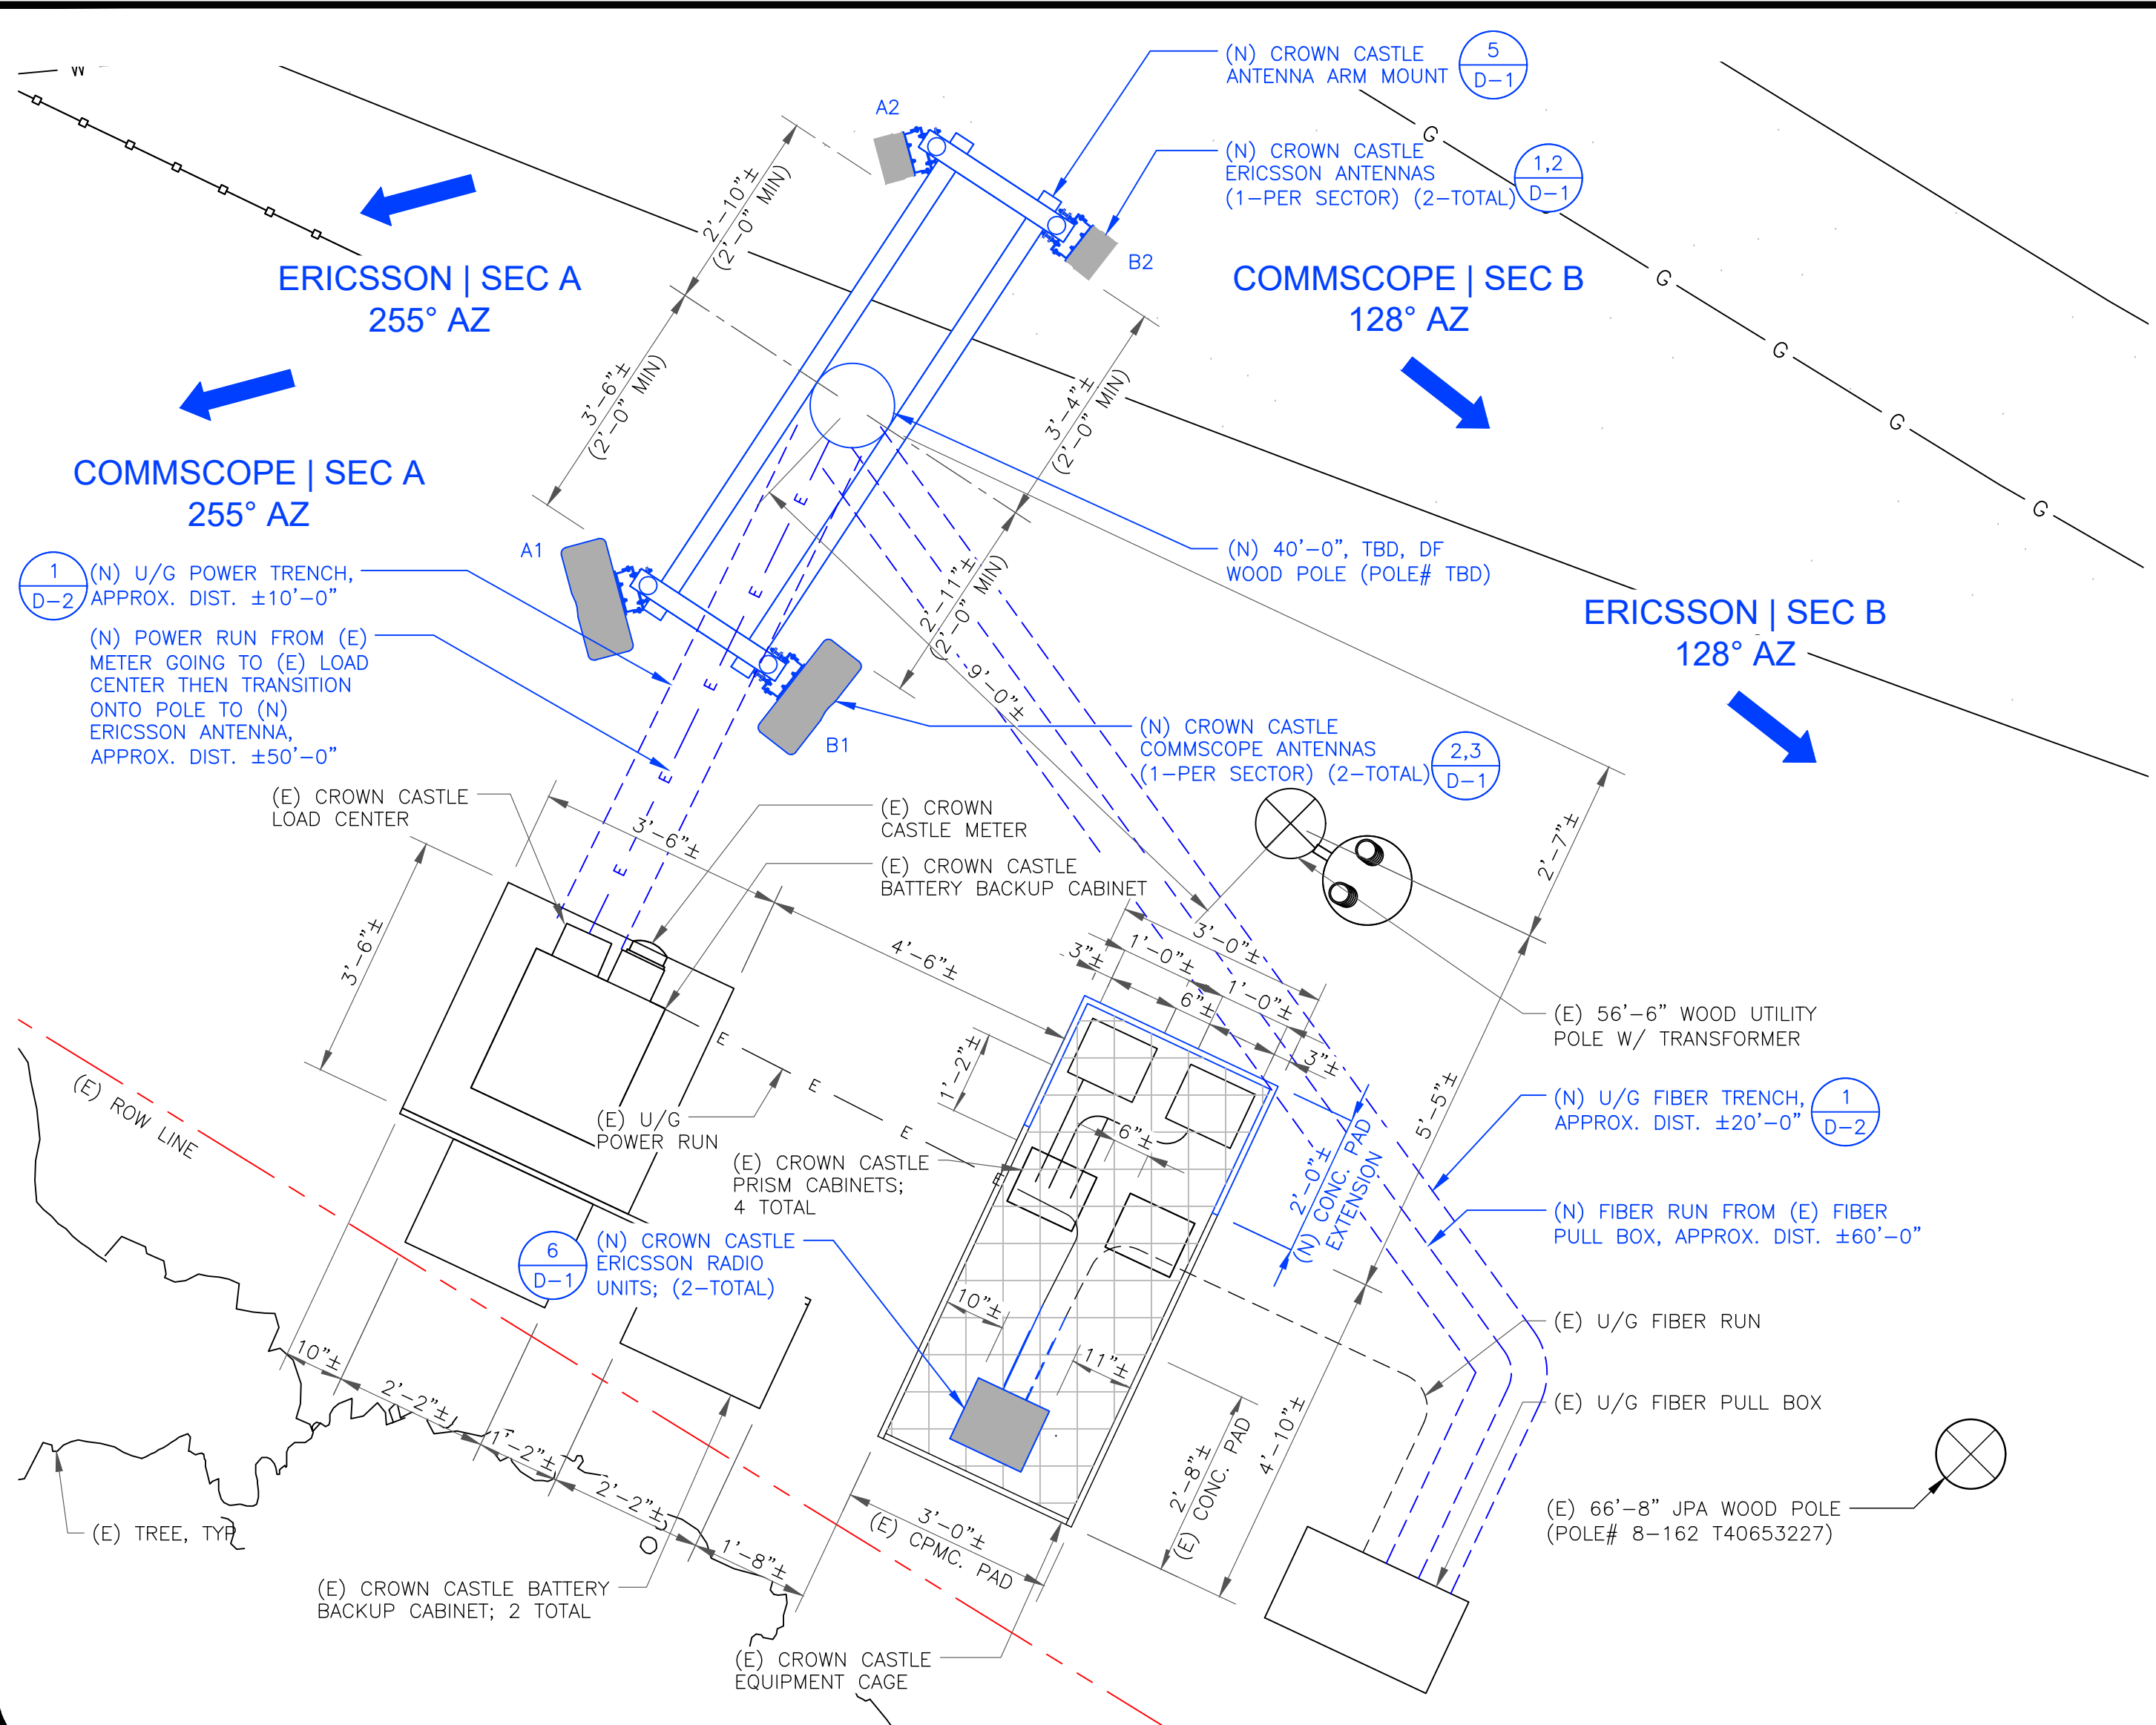 W
(N) CROWN CASTLE
ANTENNA ARM MOUNT
5
D-1
A2
G
(N) CROWN CASTLE
ERICSSON ANTENNAS
(1-PER SECTOR) (2-TOTAL)
1,2
D-1
2'-10"±
(2'-0" MIN)
B2
ERICSSON | SEC A
255° AZ
COMMSCOPE | SEC B
128° AZ
G
G
G
G
3'-6"±
(2'-0" MIN)
3'-4"±
(2'-0" MIN)
COMMSCOPE | SEC A
255° AZ
E
E
E
E
E
A1
(N) 40'-0", TBD, DF
WOOD POLE (POLE# TBD)
1
D-2
(N) U/G POWER TRENCH,
APPROX. DIST. ±10'-0"
2'-11"±
(2'-0" MIN)
ERICSSON | SEC B
128° AZ
(N) POWER RUN FROM (E)
METER GOING TO (E) LOAD
CENTER THEN TRANSITION
ONTO POLE TO (N)
ERICSSON ANTENNA,
APPROX. DIST. ±50'-0"
9'-0"±
B1
(N) CROWN CASTLE
COMMSCOPE ANTENNAS
(1-PER SECTOR) (2-TOTAL)
2,3
D-1
(E) CROWN CASTLE
LOAD CENTER
3'-6"±
(E) CROWN
CASTLE METER
(E) CROWN CASTLE
BATTERY BACKUP CABINET
2'-7"±
3'-6"±
4'-6"±
3'-0"±
1'-0"±
3"±
1'-0"±
6"±
3"±
(E) 56'-6" WOOD UTILITY
POLE W/ TRANSFORMER
E
E
E
E
1'-2"±
(E) ROW LINE
(E) U/G
POWER RUN
6"±
(N) U/G FIBER TRENCH,
APPROX. DIST. ±20'-0"
1
D-2
5'-5"±
2'-0"±
(N) CONC. PAD
EXTENSION
(E) CROWN CASTLE
PRISM CABINETS;
4 TOTAL
(N) FIBER RUN FROM (E) FIBER
PULL BOX, APPROX. DIST. ±60'-0"
6
D-1
(N) CROWN CASTLE
ERICSSON RADIO
UNITS; (2-TOTAL)
10"±
11"±
(E) U/G FIBER RUN
10"±
2'-2"±
1'-2"±
2'-2"±
1'-8"±
(E) U/G FIBER PULL BOX
2'-8"±
(E) CONC. PAD
4'-10"±
3'-0"±
(E) CPMC. PAD
(E) TREE, TYP
(E) 66'-8" JPA WOOD POLE
(POLE# 8-162 T40653227)
(E) CROWN CASTLE BATTERY
BACKUP CABINET; 2 TOTAL
(E) CROWN CASTLE
EQUIPMENT CAGE